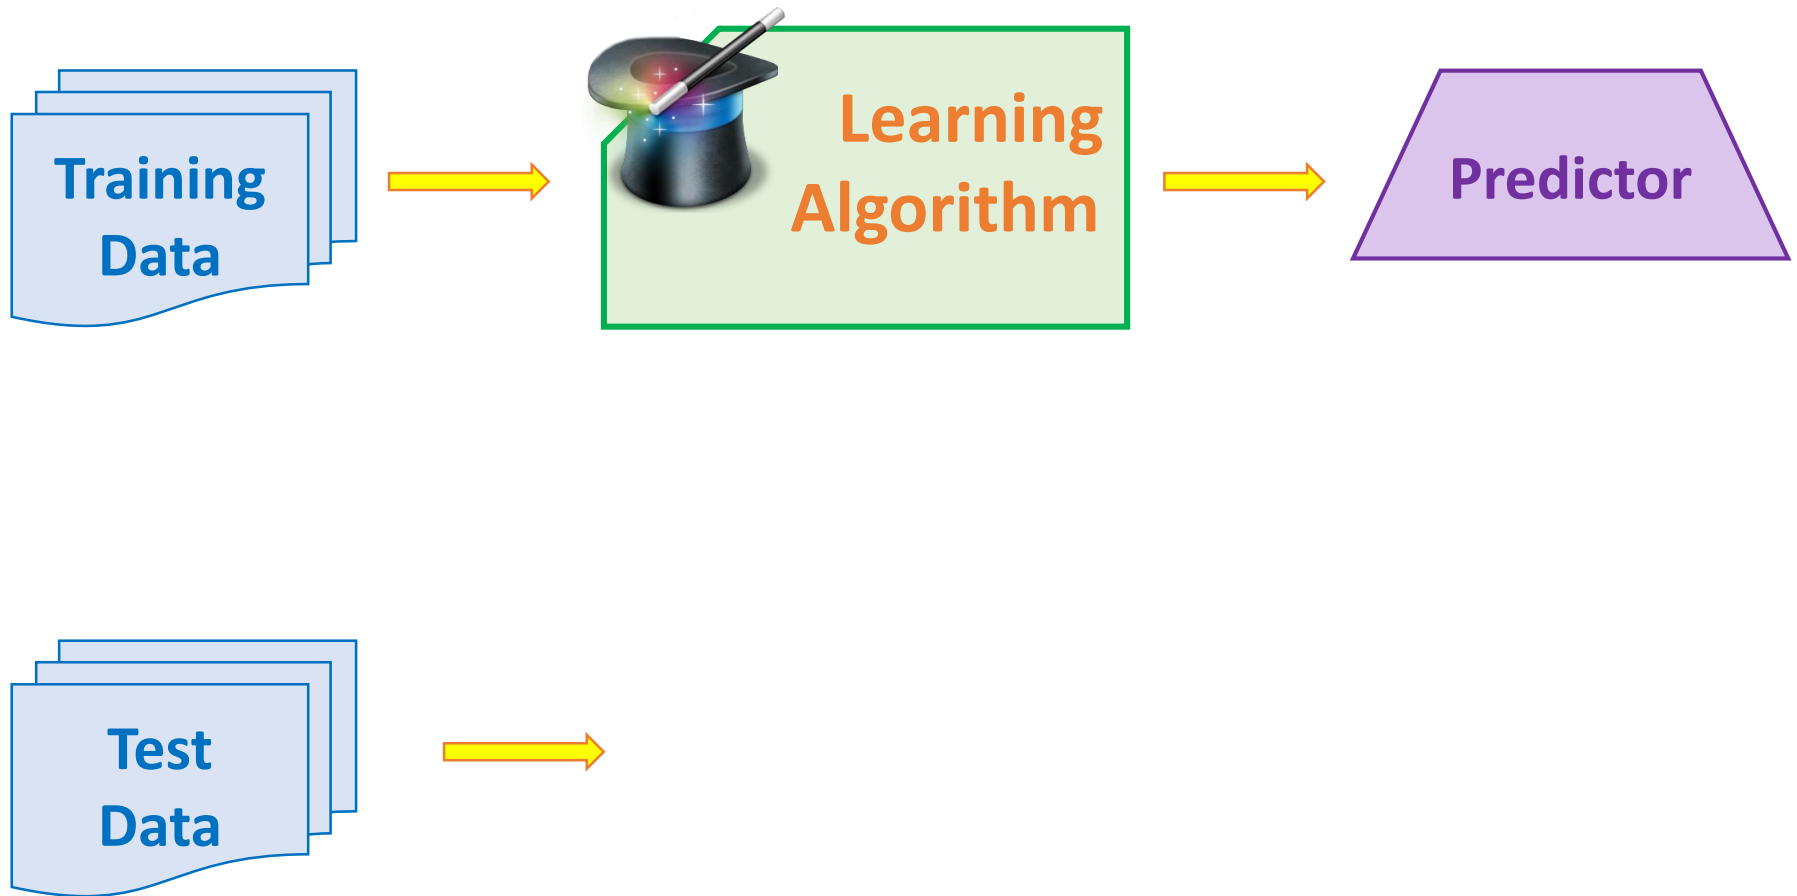 Training
Data
Learning
Algorithm
Predictor
Test
Data